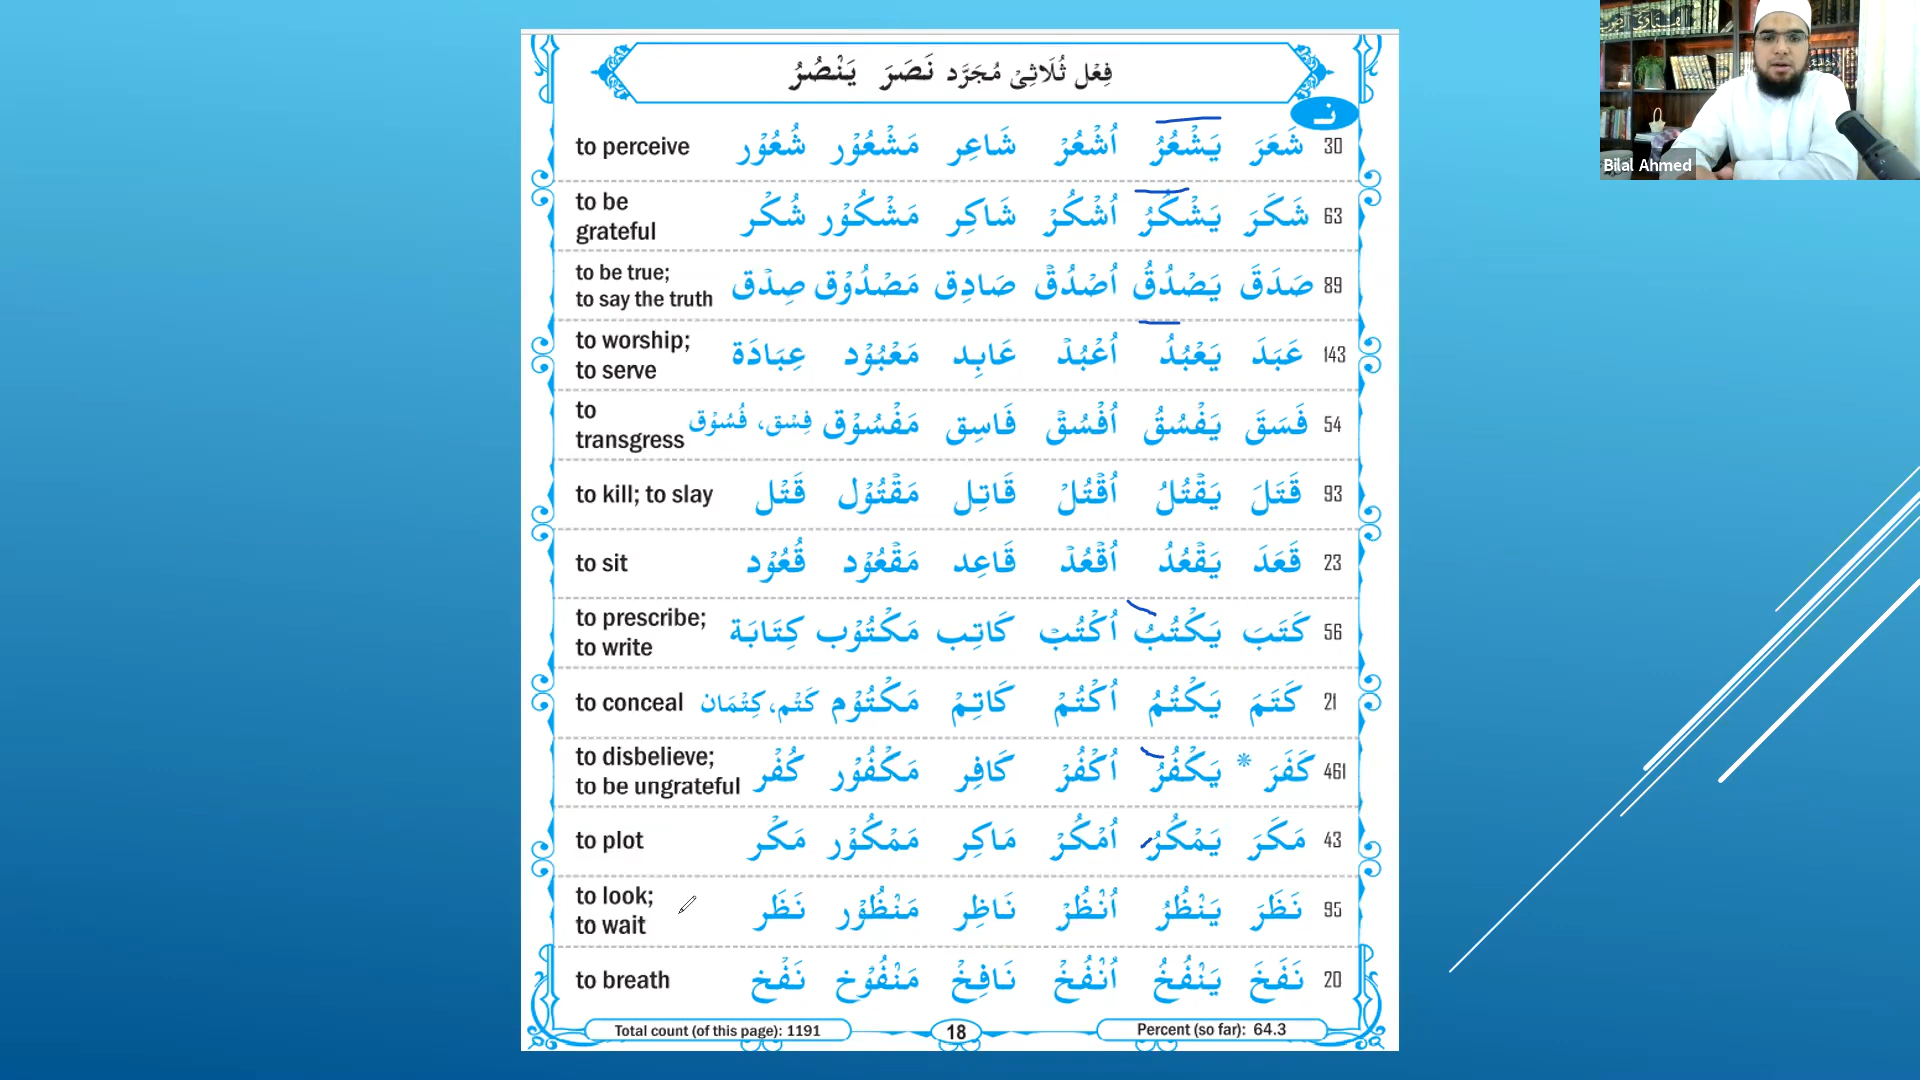 فِعْل ثُلَاثِیْ مُجَرَّد نَصَرَ يَنْصُرُ
نـ
30 شَعَرَ يَشْعُرُ اُشْعُرْ شَاعِر مَشْعُوْر شُعُوْر to perceive
63 شَكَرَ يَشْكُرُ اُشْكُرْ شَاكِر مَشْكُوْر شُكْر to be grateful
89 صَدَقَ يَصْدُقُ اُصْدُقْ صَادِق مَصْدُوْق صِدْق to be true; to say the truth
143 عَبَدَ يَعْبُدُ اُعْبُدْ عَابِد مَعْبُوْد عِبَادَة to worship; to serve
54 فَسَقَ يَفْسُقُ اُفْسُقْ فَاسِق مَفْسُوْق فِسْق، فُسُوْق to transgress
93 قَتَلَ يَقْتُلُ اُقْتُلْ قَاتِل مَقْتُوْل قَتْل to kill; to slay
23 قَعَدَ يَقْعُدُ اُقْعُدْ قَاعِد مَقْعُوْد قُعُوْد to sit
56 كَتَبَ يَكْتُبُ اُكْتُبْ كَاتِب مَكْتُوْب كِتَابَة to prescribe; to write
21 كَتَمَ يَكْتُمُ اُكْتُمْ كَاتِمْ مَكْتُوْم كَتْم، كِتْمَان to conceal
461 كَفَرَ * يَكْفُرُ اُكْفُرْ كَافِر مَكْفُوْر كُفْر to disbelieve; to be ungrateful
43 مَكَرَ يَمْكُرُ اُمْكُرْ مَاكِر مَمْكُوْر مَكْر to plot
95 نَظَرَ يَنْظُرُ اُنْظُرْ نَاظِر مَنْظُوْر نَظَر to look; to wait
20 نَفَخَ يَنْفُخُ اُنْفُخْ نَافِخْ مَنْفُوْخ نَفْخ to breath
Total count (of this page): 1191
18
Percent (so far): 64.3
Bilal Ahmed